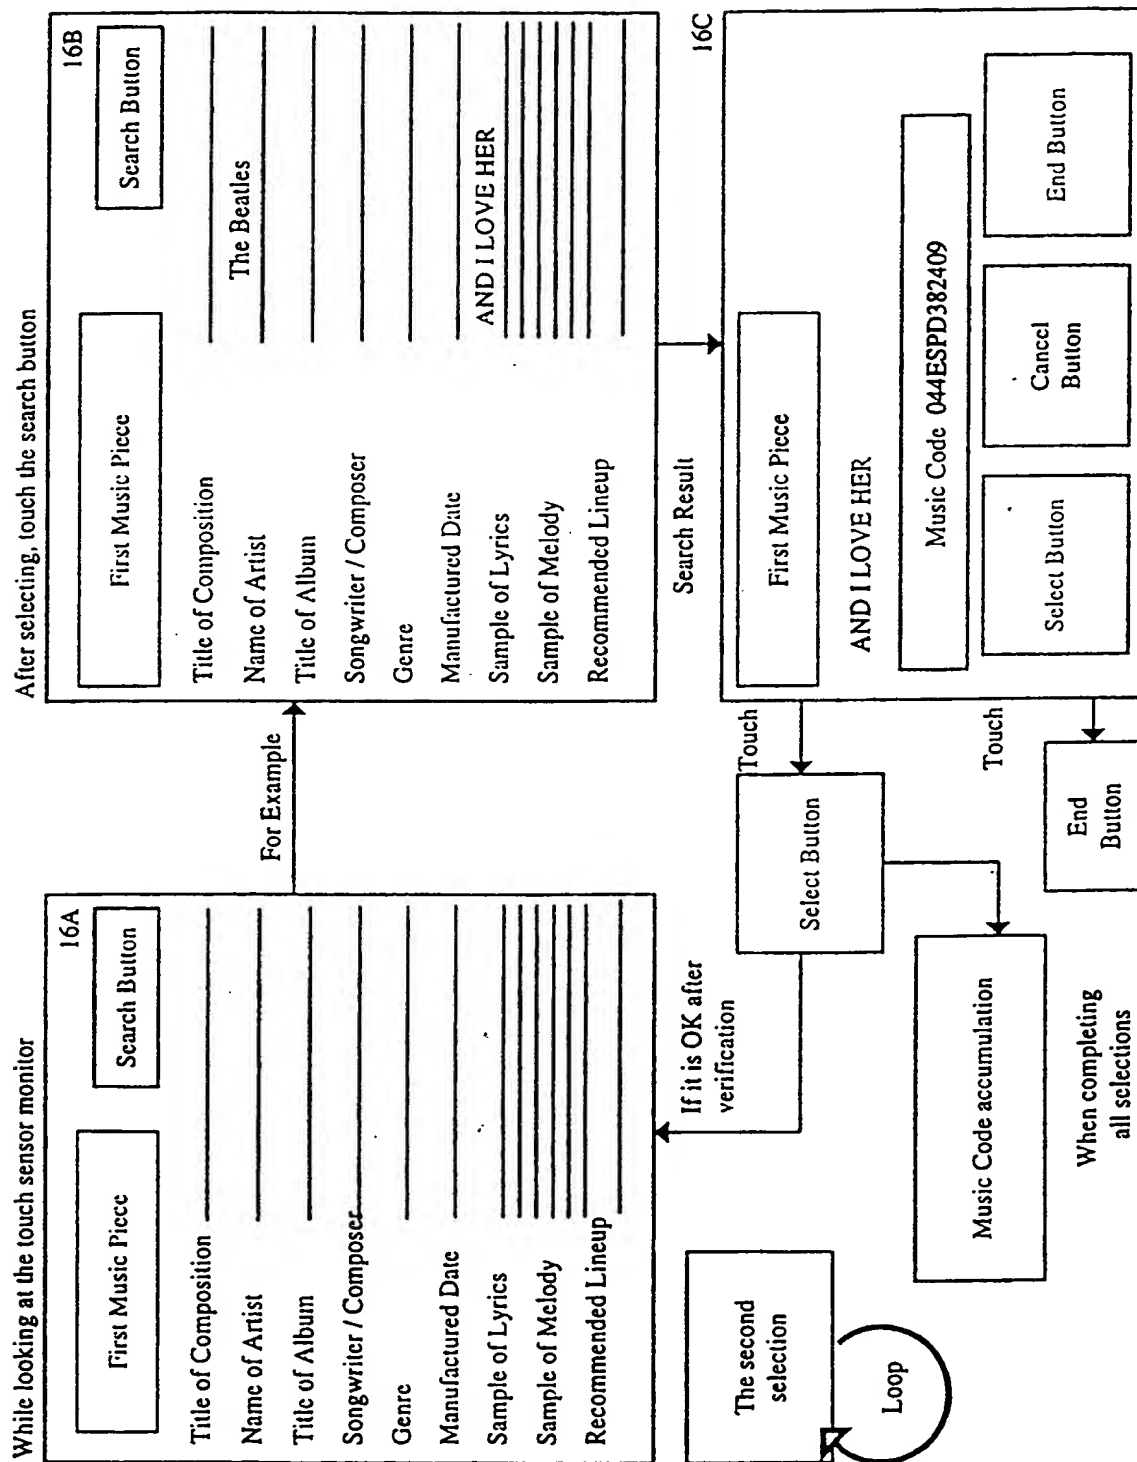 While looking at the touch sensor monitor
16A
First Music Piece
Search Button
Title of Composition
Name of Artist
Title of Album
Songwriter / Composer
Genre
Manufactured Date
Sample of Lyrics
Sample of Melody
Recommended Lineup
For Example
After selecting, touch the search button
16B
First Music Piece
Search Button
Title of Composition
Name of Artist The Beatles
Title of Album
Songwriter / Composer
Genre
Manufactured Date
Sample of Lyrics AND I LOVE HER
Sample of Melody
Recommended Lineup
Search Result
16C
First Music Piece
AND I LOVE HER
Music Code 044ESPD382409
Select Button
Cancel
Button
End Button
Touch
Select Button
If it is OK after
verification
Touch
End
Button
Music Code accumulation
When completing
all selections
The second
selection
Loop